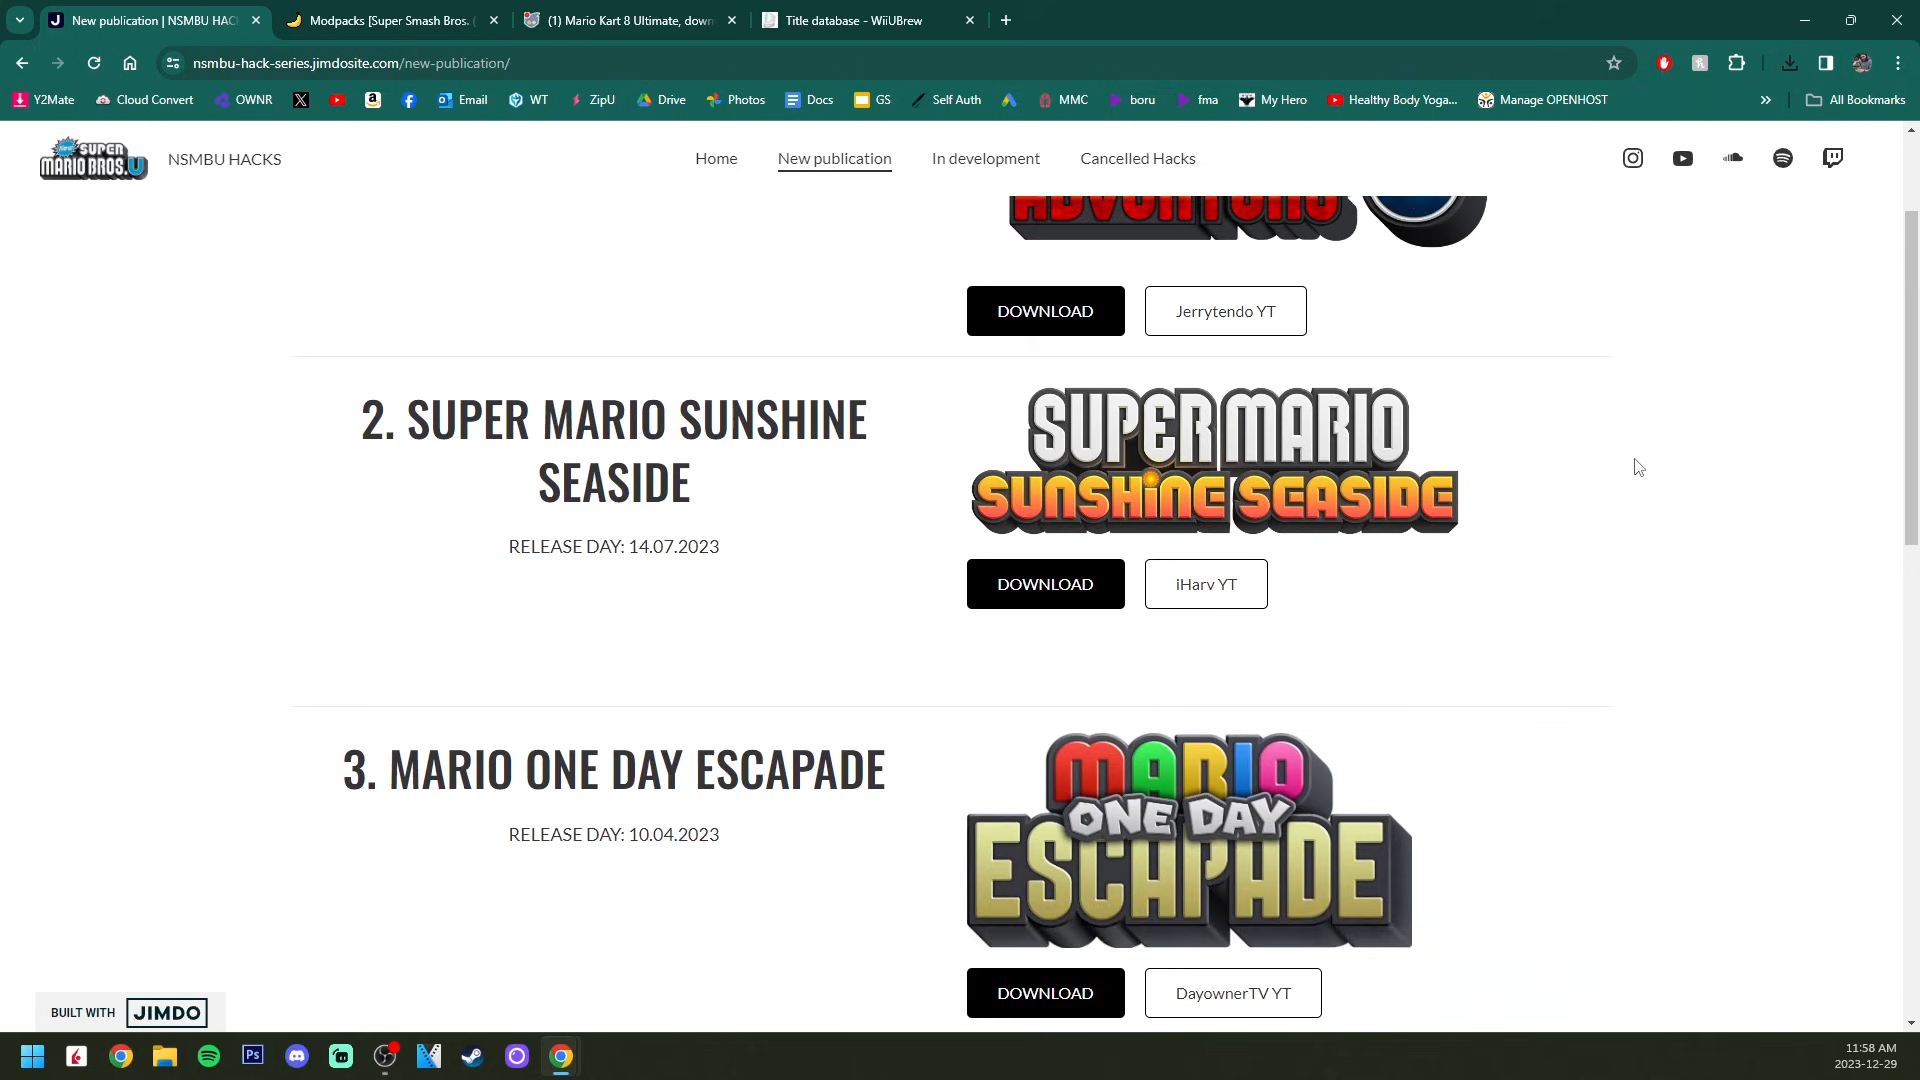 New publication | NSMBU HAC
Modpacks [Super Smash Bros. (
(1) Mario Kart 8 Ultimate, down
Title database - WiiUBrew
nsmbu-hack-series.jimdosite.com/new-publication/
Y2Mate
Cloud Convert
OWNR
Email
WT
ZipU
Drive
Photos
Docs
GS
Self Auth
MMC
boru
fma
My Hero
Healthy Body Yoga...
Manage OPENHOST
»
All Bookmarks
New SUPER
MARIO BROS. U
NSMBU HACKS
Home
New publication
In development
Cancelled Hacks
ADVENTURE
DOWNLOAD
Jerrytendo YT
2. SUPER MARIO SUNSHINE
SEASIDE
RELEASE DAY: 14.07.2023
SUPER MARIO
SUNSHINE SEASIDE
DOWNLOAD
iHarv YT
3. MARIO ONE DAY ESCAPADE
RELEASE DAY: 10.04.2023
MARIO
ONE DAY
ESCAPADE
DOWNLOAD
DayownerTV YT
BUILT WITH
JIMDO
Ps
11:58 AM
2023-12-29